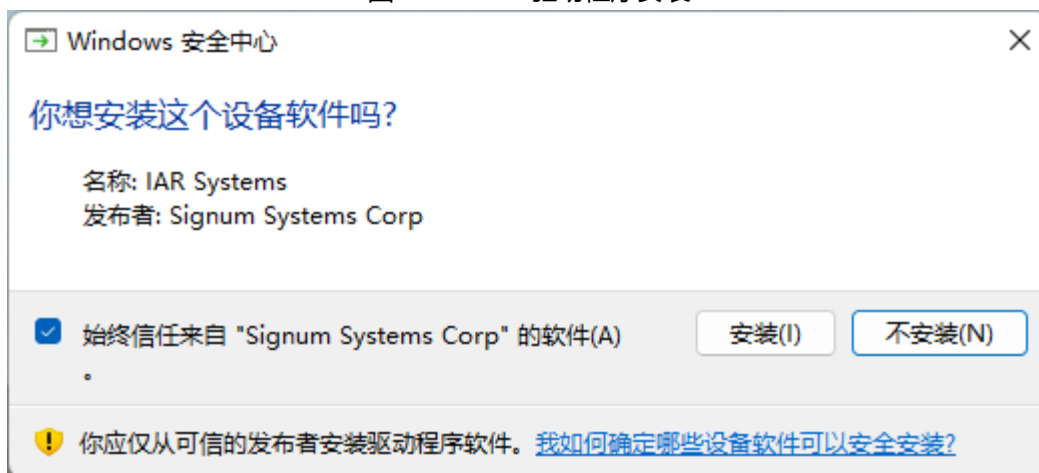 Windows 安全中心
你想安装这个设备软件吗?
名称: IAR Systems
发布者: Signum Systems Corp
始终信任来自 "Signum Systems Corp" 的软件(A)
。
安装(I)
不安装(N)
你应仅从可信的发布者安装驱动程序软件。我如何确定哪些设备软件可以安全安装?